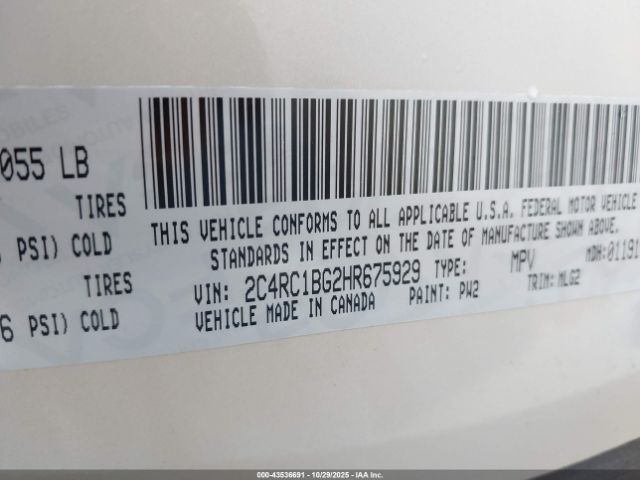 055 LB
TIRES
PSI) COLD
TIRES
6 PSI) COLD
THIS VEHICLE CONFORMS TO ALL APPLICABLE U.S.A. FEDERAL MOTOR VEHICLE
STANDARDS IN EFFECT ON THE DATE OF MANUFACTURE SHOWN ABOVE.
VIN: 2C4RC1BG2HR675929 TYPE: MPV MDH: 01191
VEHICLE MADE IN CANADA PAINT: PW2 TRIM: MLG2
000-43536691 - 10/29/2025 - IAA Inc.